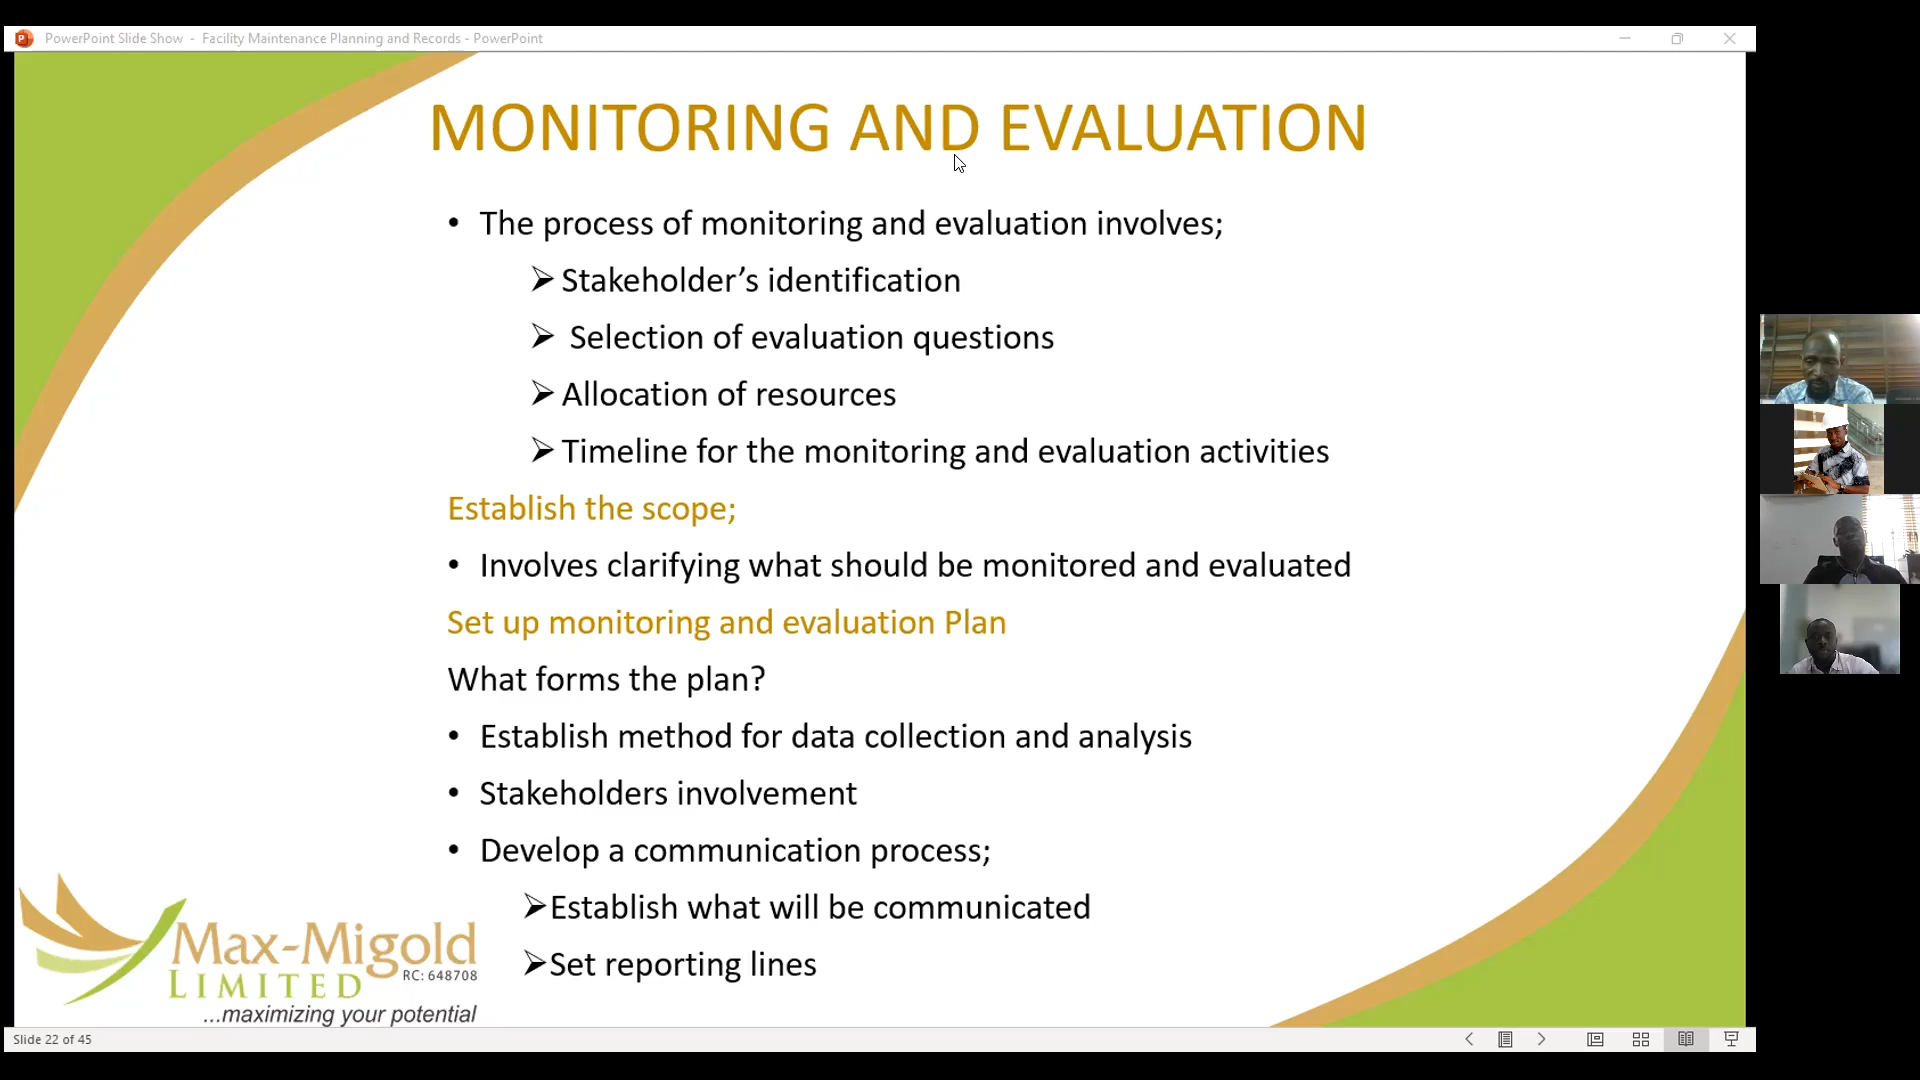 PowerPoint Slide Show - Facility Maintenance Planning and Records - PowerPoint
MONITORING AND EVALUATION
• The process of monitoring and evaluation involves;
➢ Stakeholder’s identification
➢ Selection of evaluation questions
➢ Allocation of resources
➢ Timeline for the monitoring and evaluation activities
Establish the scope;
• Involves clarifying what should be monitored and evaluated
Set up monitoring and evaluation Plan
What forms the plan?
• Establish method for data collection and analysis
• Stakeholders involvement
• Develop a communication process;
➢Establish what will be communicated
➢Set reporting lines
Max-Migold
LIMITED RC: 648708
...maximizing your potential
Slide 22 of 45